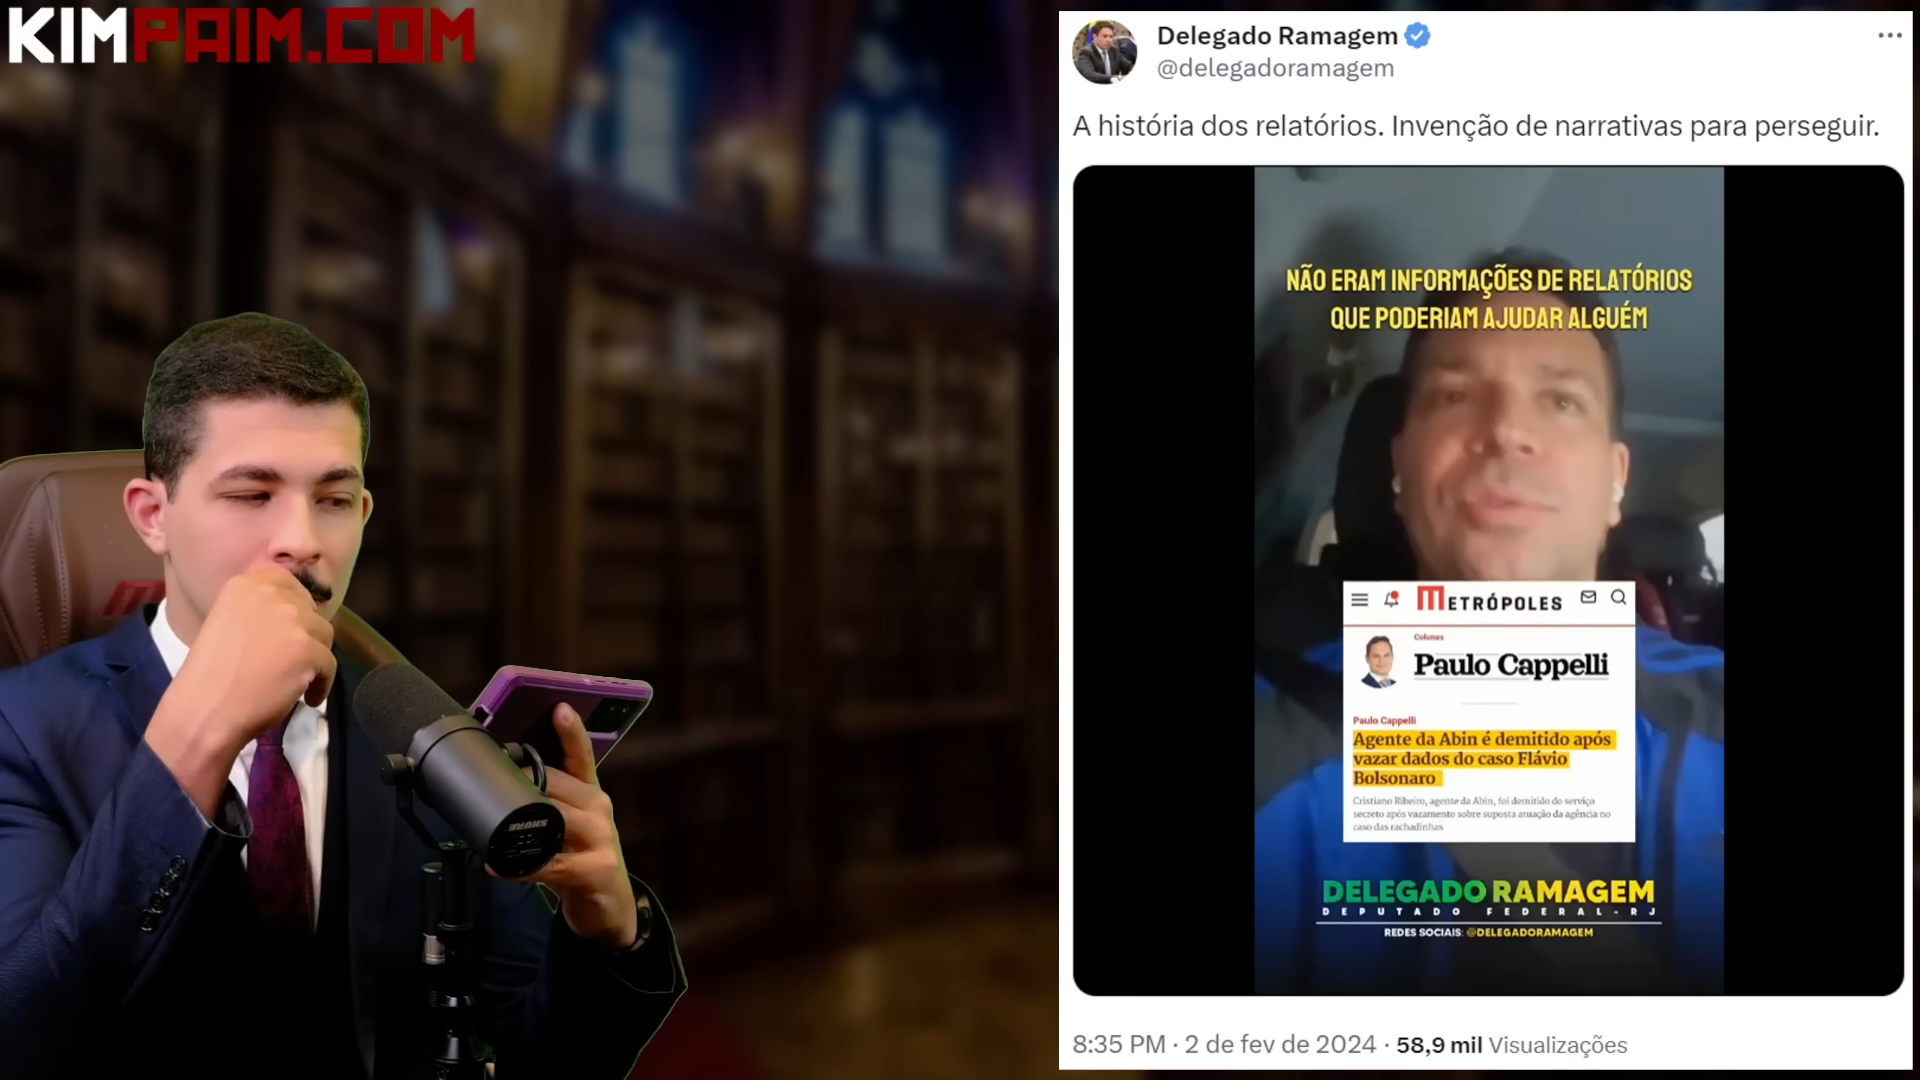 KIMPAIM.COM
Delegado Ramagem
@delegadoramagem
A história dos relatórios. Invenção de narrativas para perseguir.
NÃO ERAM INFORMAÇÕES DE RELATÓRIOS
QUE PODERIAM AJUDAR ALGUÉM
METRÓPOLES
Colunas
Paulo Cappelli
Paulo Cappelli
Agente da Abin é demitido após
vazar dados do caso Flávio
Bolsonaro
Cristiano Ribeiro, agente da Abin, foi demitido do serviço
secreto após vazamento sobre suposta atuação da agência no
caso das rachadinhas
DELEGADO RAMAGEM
DEPUTADO FEDERAL-RJ
REDES SOCIAIS: @DELEGADORAMAGEM
SHURE
8:35 PM · 2 de fev de 2024 · 58,9 mil Visualizações